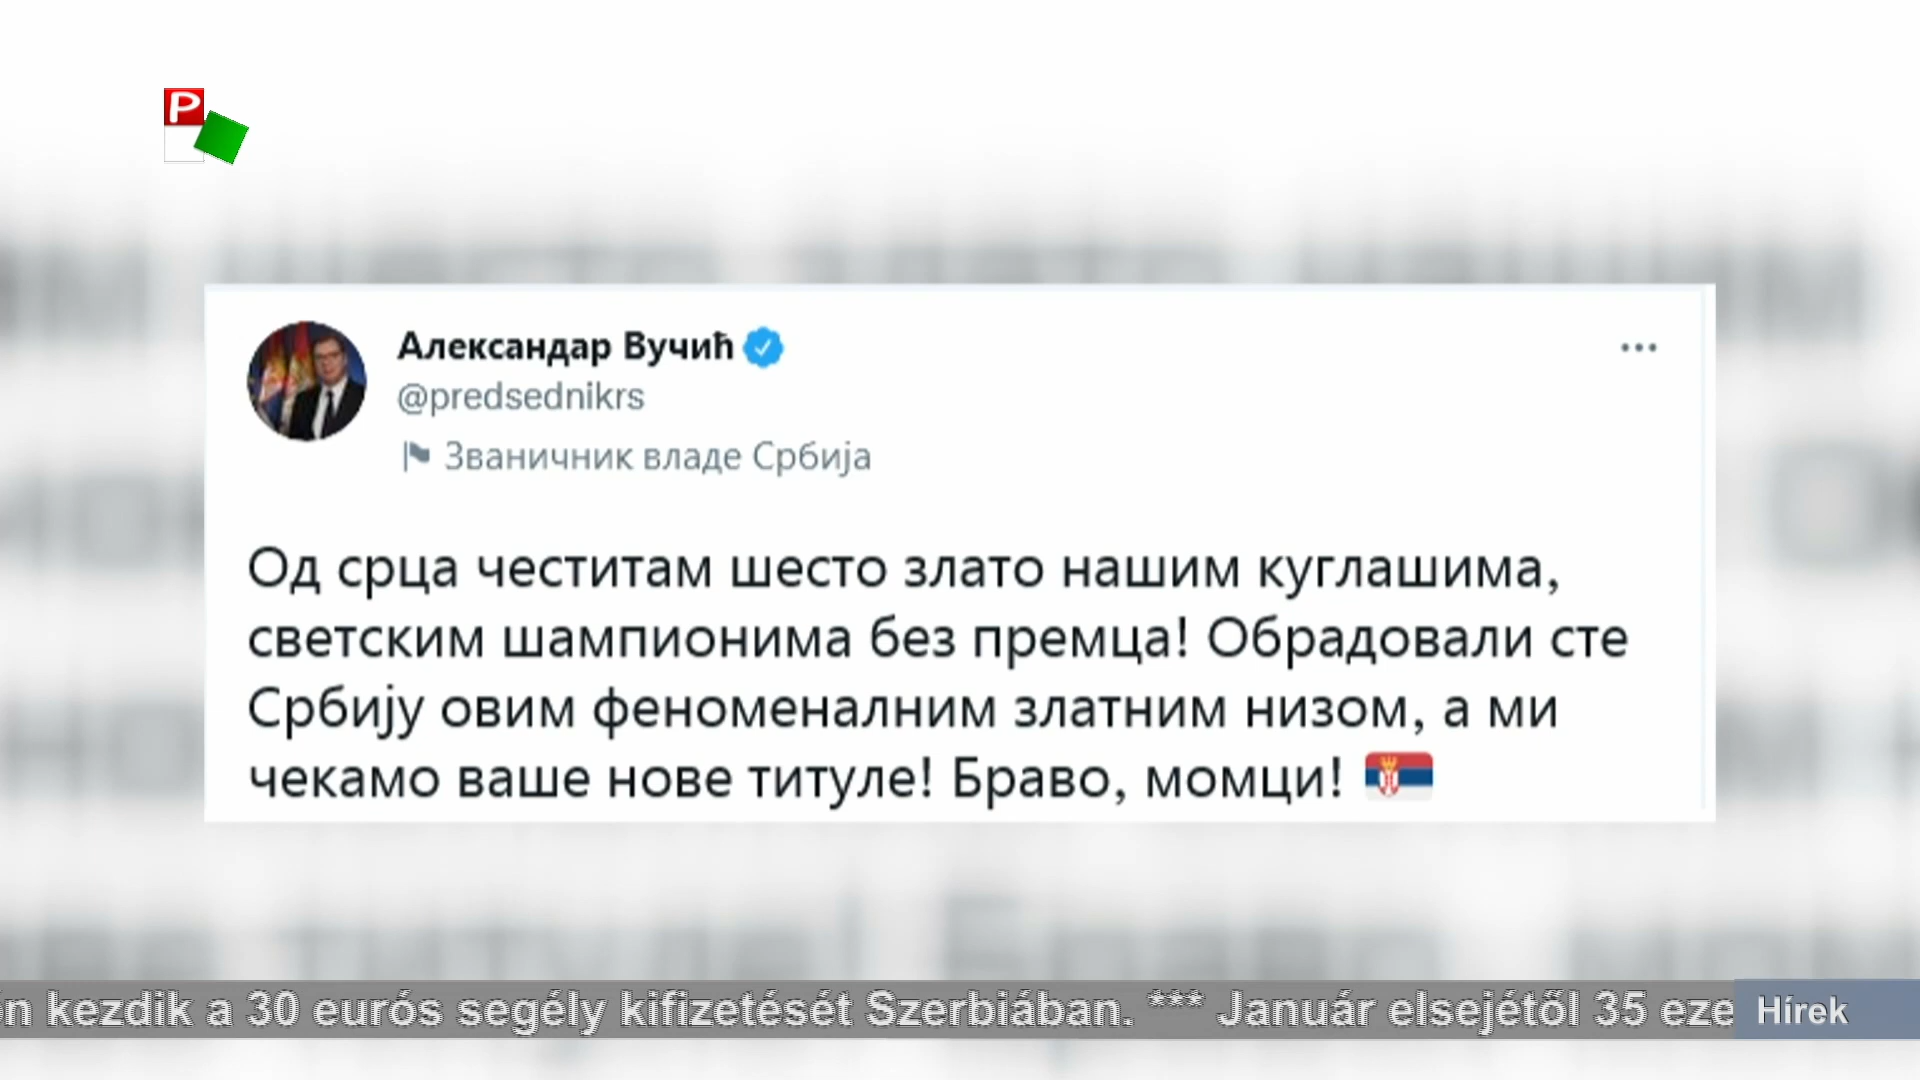 P
Александар Вучић
@predsednikrs
Званичник владе Србија
Од срца честитам шесто злато нашим куглашима,
светским шампионима без премца! Обрадовали сте
Србију овим феноменалним златним низом, а ми
чекамо ваше нове титуле! Браво, момци!
kezdik a 30 eurós segély kifizetését Szerbiában. *** Január elsejétől 35 eze
Hírek